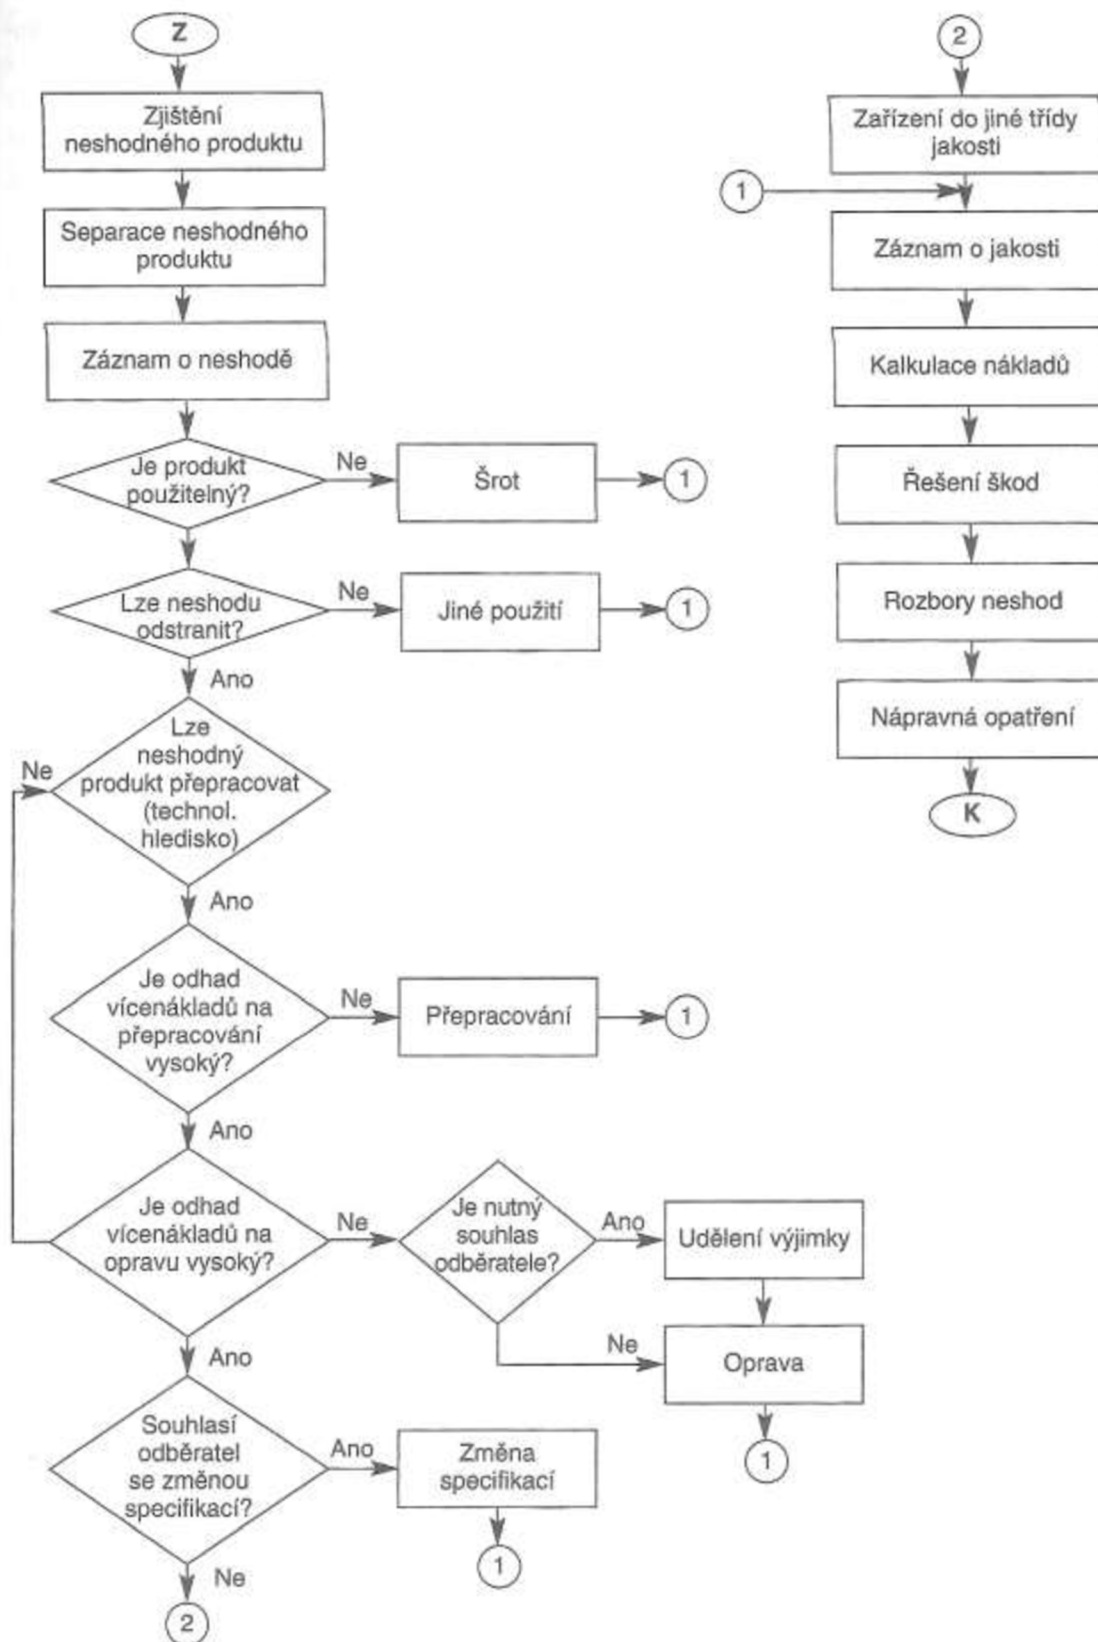 Z
Zjištění
neshodného produktu
Separace neshodného
produktu
Záznam o neshodě
Je produkt
použitelný?
Ne
Šrot
1
Lze neshodu
odstranit?
Ne
Jiné použití
1
Ano
Lze
neshodný
produkt přepracovat
(technol.
hledisko)
Ne
Ano
Je odhad
vícenákladů na
přepracování
vysoký?
Ne
Přepracování
1
Ano
Je odhad
vícenákladů na
opravu vysoký?
Ne
Je nutný
souhlas
odběratele?
Ano
Udělení výjimky
Ne
Oprava
1
Ano
Souhlasí
odběratel
se změnou
specifikací?
Ano
Změna
specifikací
1
Ne
2
2
Zařízení do jiné třídy
jakosti
1
Záznam o jakosti
Kalkulace nákladů
Řešení škod
Rozbory neshod
Nápravná opatření
K